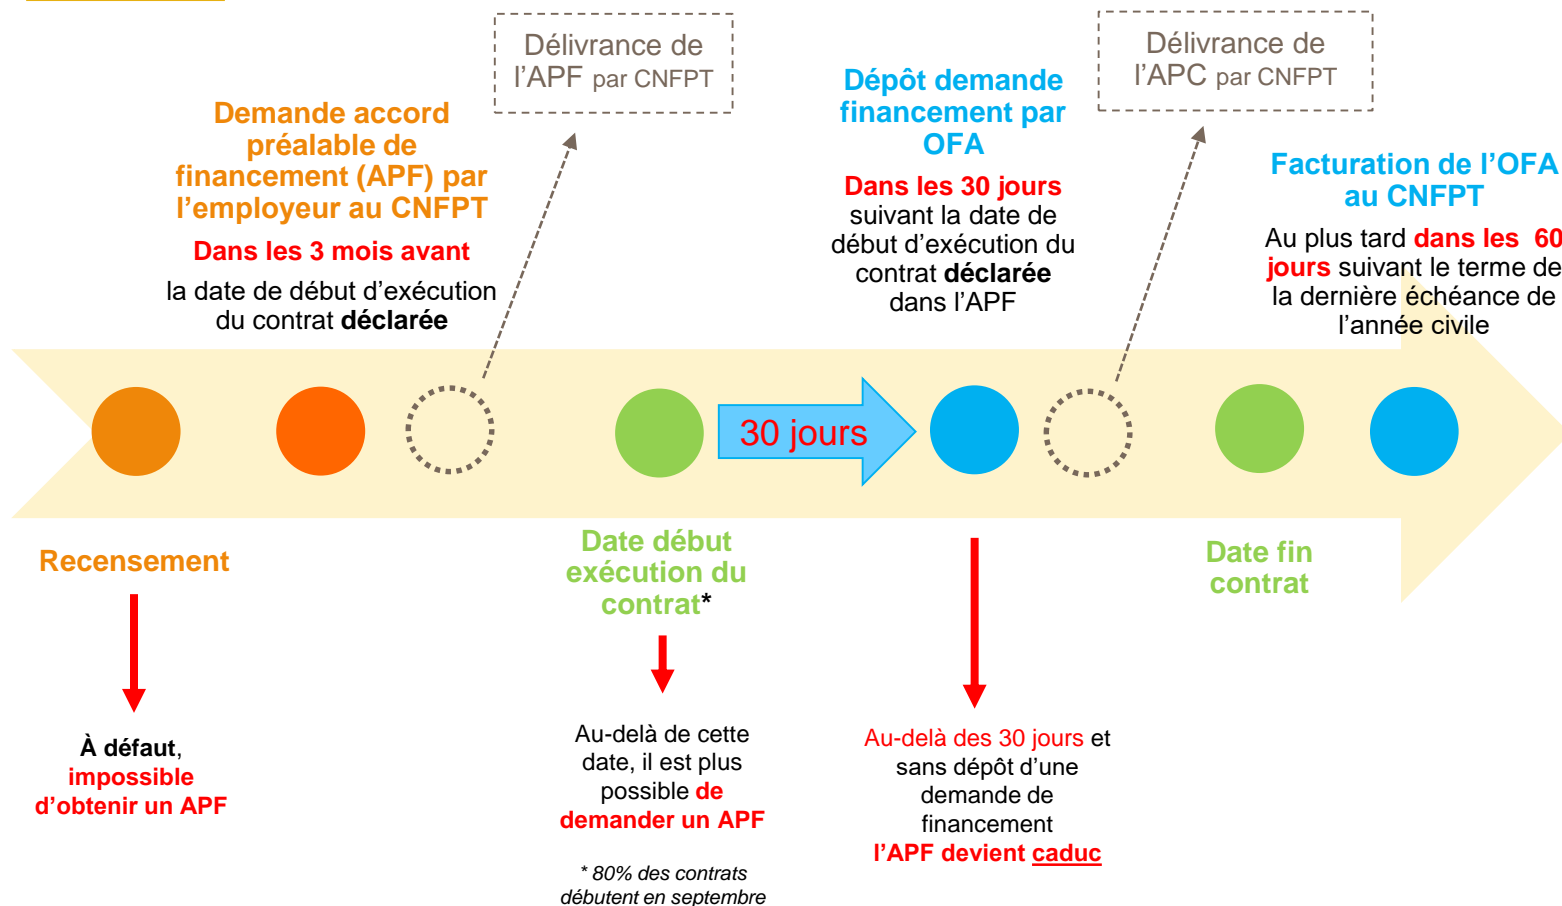 Délivrance de
l’APF par CNFPT
Délivrance de
l’APC par CNFPT
Demande accord
préalable de
financement (APF) par
l’employeur au CNFPT
Dans les 3 mois avant
la date de début d’exécution
du contrat déclarée
Dépôt demande
financement par
OFA
Dans les 30 jours
suivant la date de
début d’exécution du
contrat déclarée
dans l’APF
Facturation de l’OFA
au CNFPT
Au plus tard dans les 60
jours suivant le terme de
la dernière échéance de
l’année civile
30 jours
Recensement
À défaut,
impossible
d’obtenir un APF
Date début
exécution du
contrat*
Au-delà de cette
date, il est plus
possible de
demander un APF
* 80% des contrats
débutent en septembre
Au-delà des 30 jours et
sans dépôt d’une
demande de
financement
l’APF devient caduc
Date fin
contrat